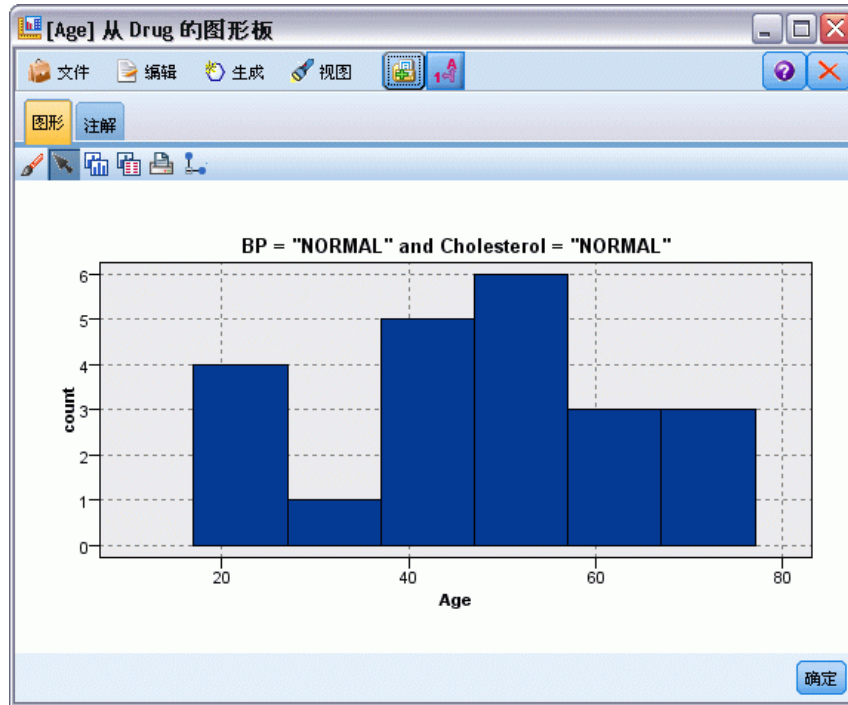 [Age] 从 Drug 的图形板
文件 编辑 生成 视图
图形 注解
BP = "NORMAL" and Cholesterol = "NORMAL"
6
5
4
3
2
1
0
count
20 40 60 80
Age
确定